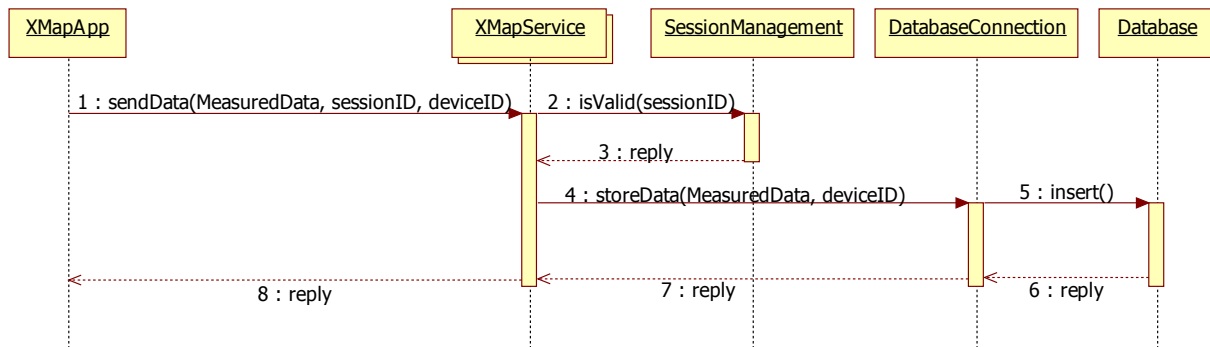 XMapApp
XMapService
SessionManagement
DatabaseConnection
Database
1 : sendData(MeasuredData, sessionID, deviceID)
2 : isValid(sessionID)
3 : reply
4 : storeData(MeasuredData, deviceID)
5 : insert()
6 : reply
7 : reply
8 : reply